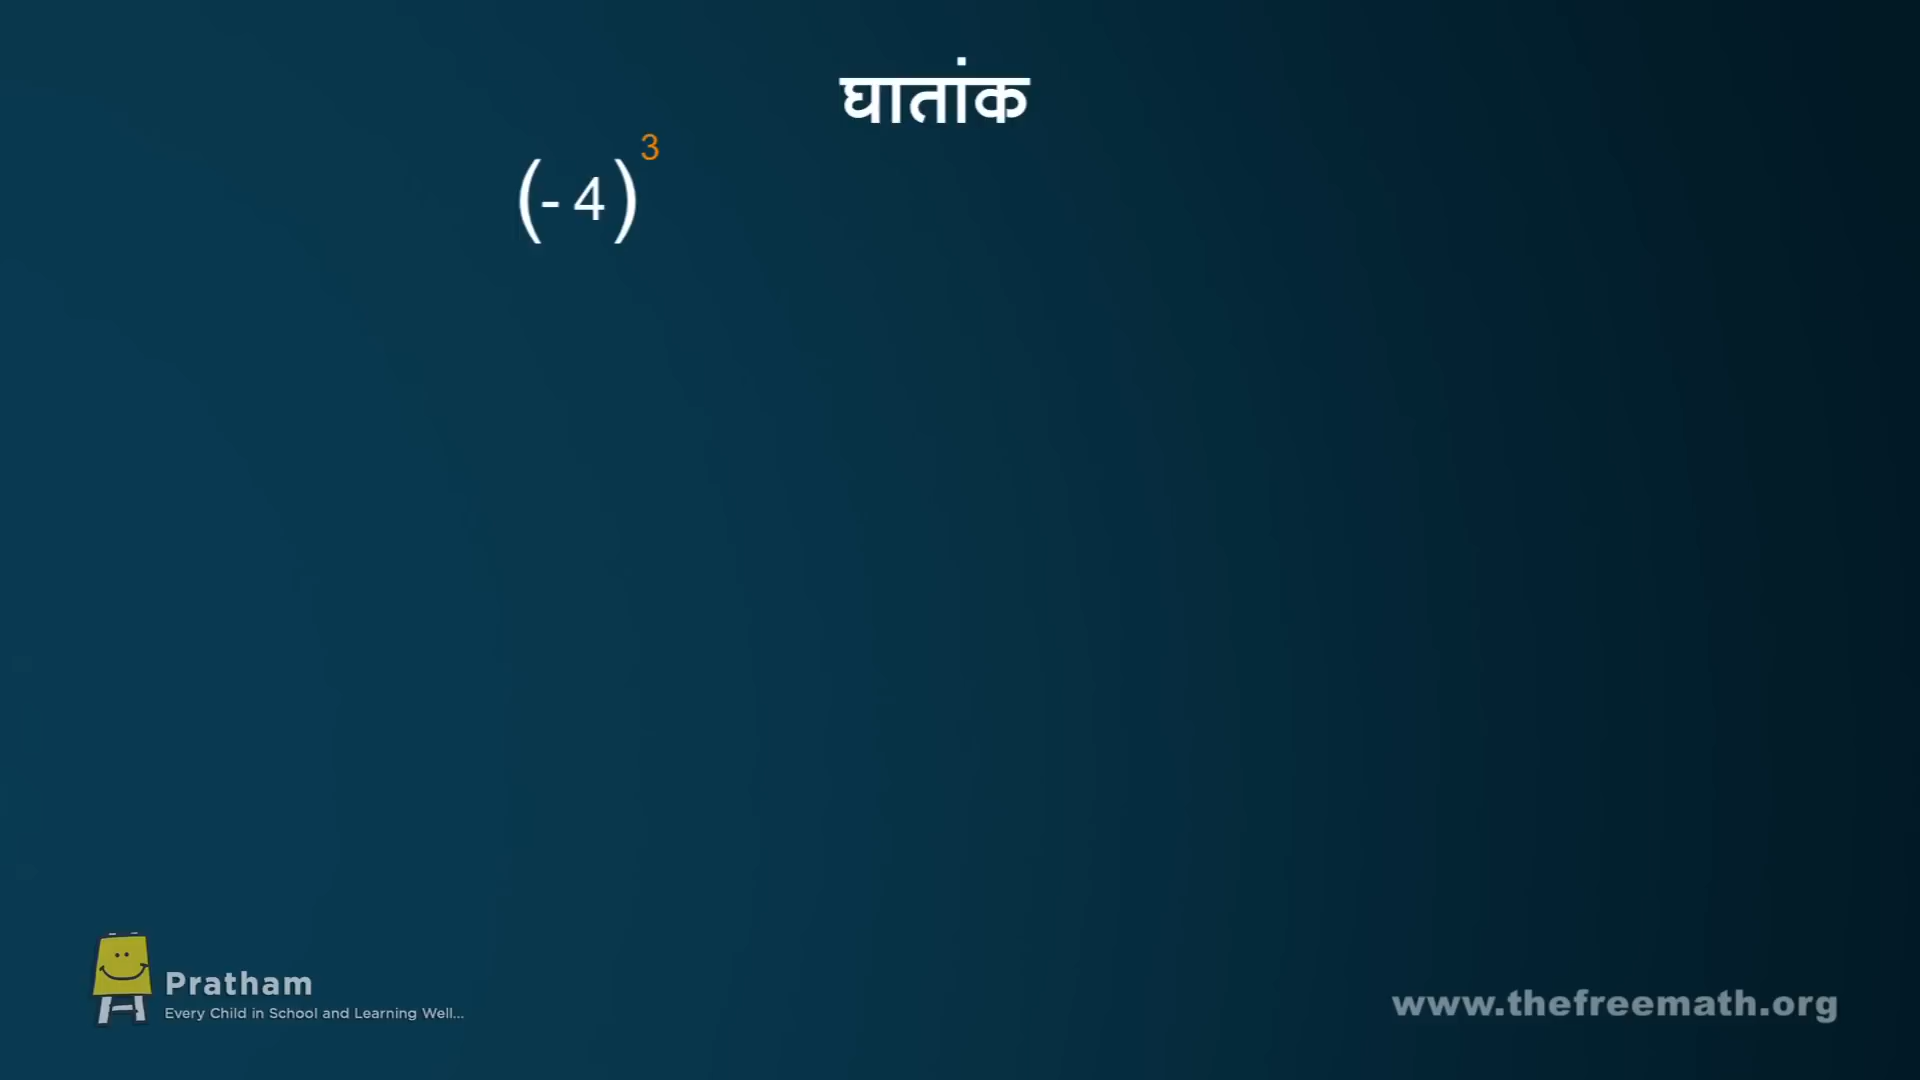 घातांक
(- 4)³
Pratham
Every Child in School and Learning Well...
www.thefreemath.org